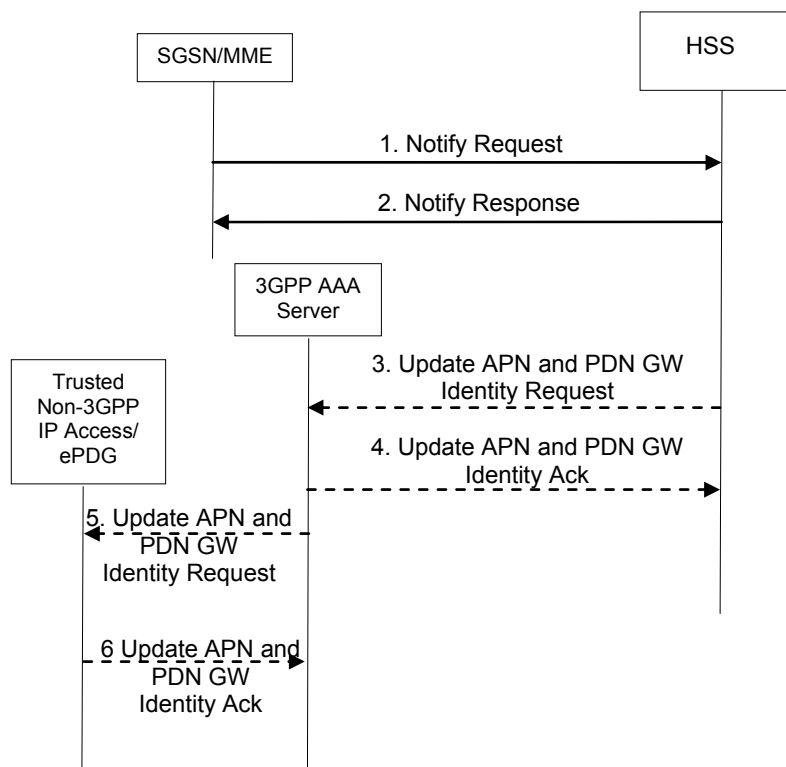 SGSN/MME
HSS
1. Notify Request
2. Notify Response
3GPP AAA
Server
3. Update APN and PDN GW
Identity Request
Trusted
Non-3GPP
IP Access/
ePDG
4. Update APN and PDN GW
Identity Ack
5. Update APN and
PDN GW
Identity Request
6 Update APN and
PDN GW
Identity Ack